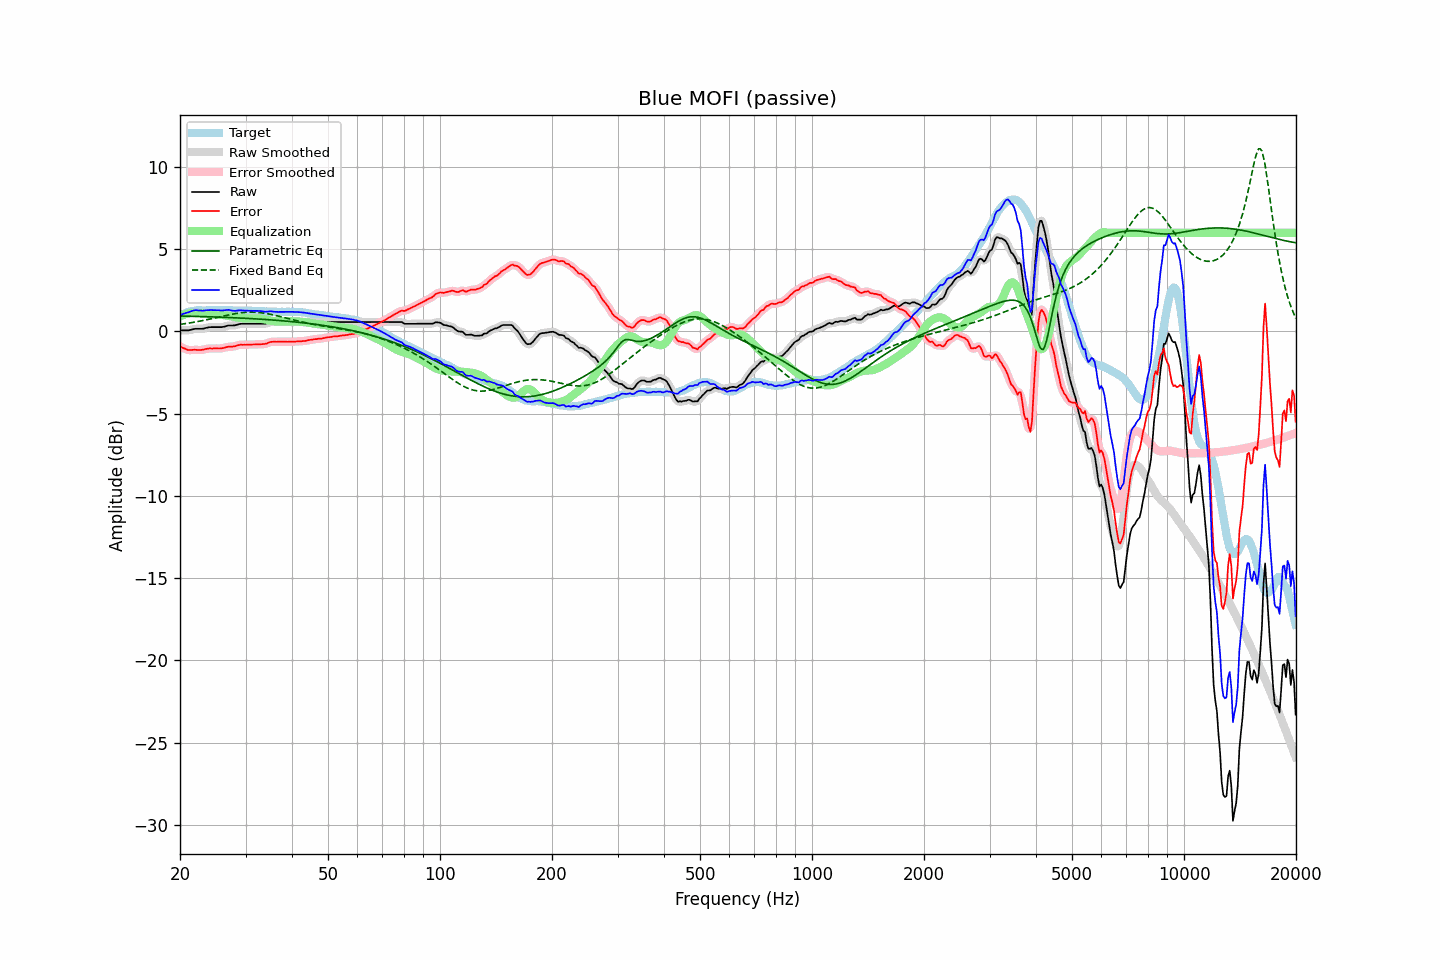 Blue MOFI (passive)
Target
Raw Smoothed
Error Smoothed
Raw
Error
Equalization
Parametric Eq
Fixed Band Eq
Equalized
10
5
0
−5
−10
−15
−20
−25
−30
Amplitude (dBr)
20 50 100 200 500 1000 2000 5000 10000 20000
Frequency (Hz)